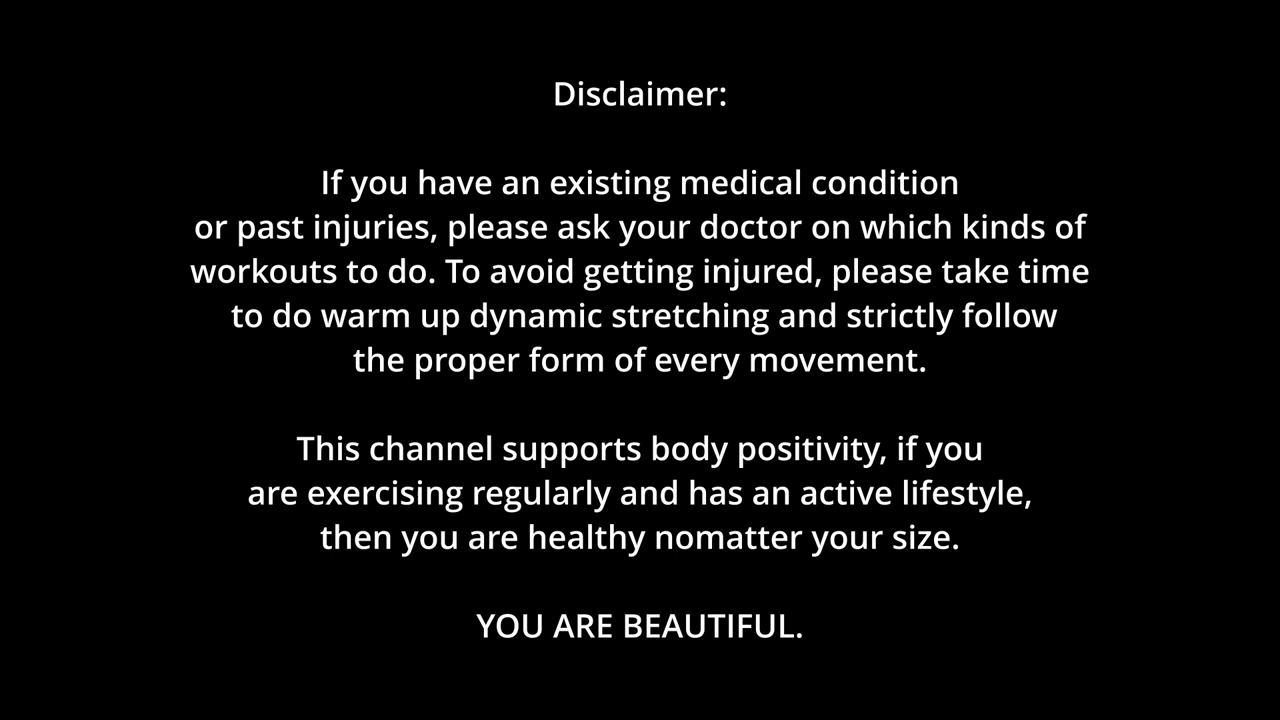 Disclaimer:
If you have an existing medical condition
or past injuries, please ask your doctor on which kinds of
workouts to do. To avoid getting injured, please take time
to do warm up dynamic stretching and strictly follow
the proper form of every movement.
This channel supports body positivity, if you
are exercising regularly and has an active lifestyle,
then you are healthy nomatter your size.
YOU ARE BEAUTIFUL.